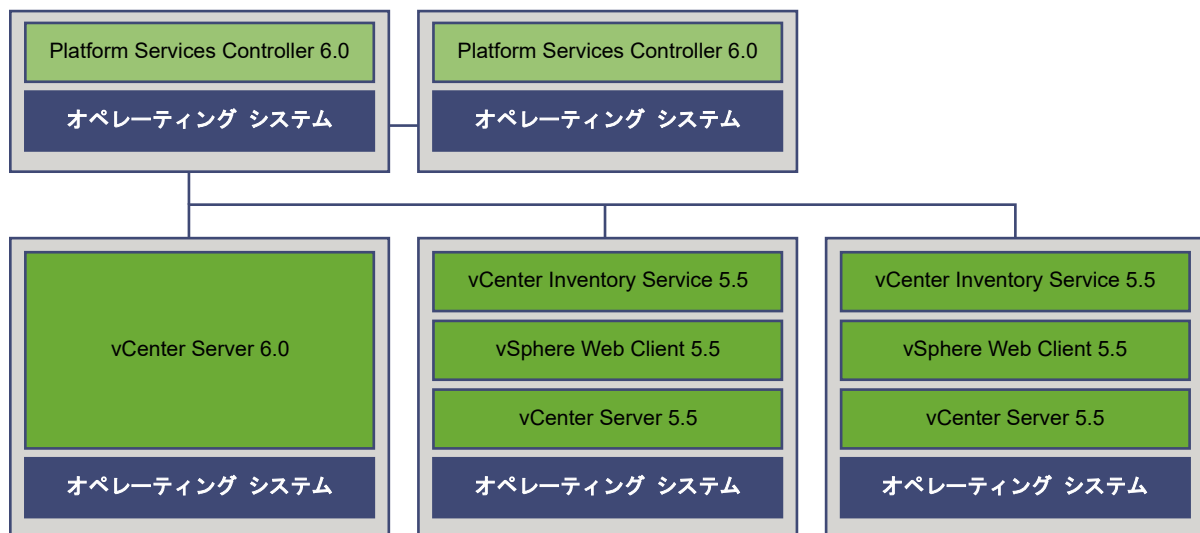 Platform Services Controller 6.0
オペレーティング システム
Platform Services Controller 6.0
オペレーティング システム
vCenter Server 6.0
オペレーティング システム
vCenter Inventory Service 5.5
vSphere Web Client 5.5
vCenter Server 5.5
オペレーティング システム
vCenter Inventory Service 5.5
vSphere Web Client 5.5
vCenter Server 5.5
オペレーティング システム